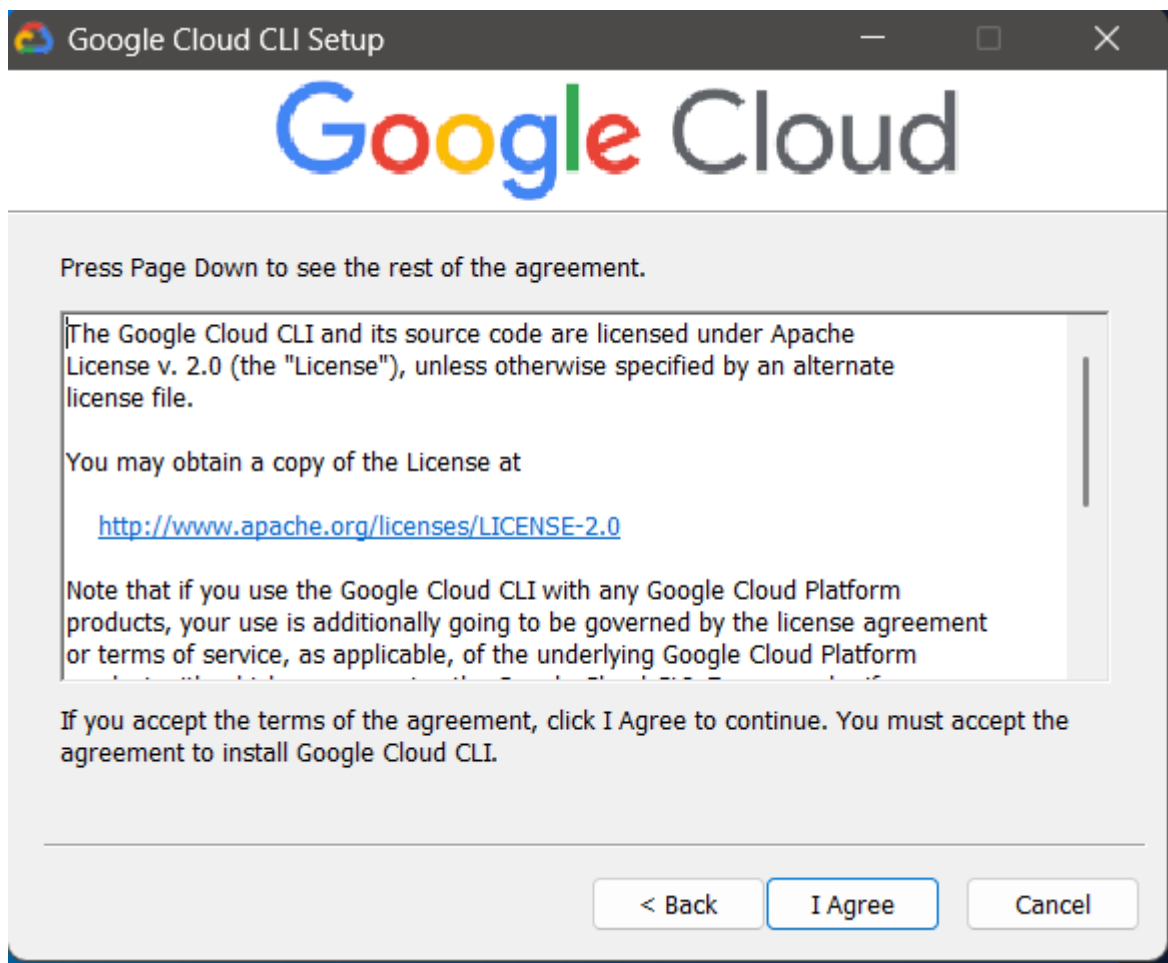 Google Cloud CLI Setup
Google Cloud
Press Page Down to see the rest of the agreement.
The Google Cloud CLI and its source code are licensed under Apache
License v. 2.0 (the "License"), unless otherwise specified by an alternate
license file.
You may obtain a copy of the License at
http://www.apache.org/licenses/LICENSE-2.0
Note that if you use the Google Cloud CLI with any Google Cloud Platform
products, your use is additionally going to be governed by the license agreement
or terms of service, as applicable, of the underlying Google Cloud Platform
If you accept the terms of the agreement, click I Agree to continue. You must accept the
agreement to install Google Cloud CLI.
< Back
I Agree
Cancel